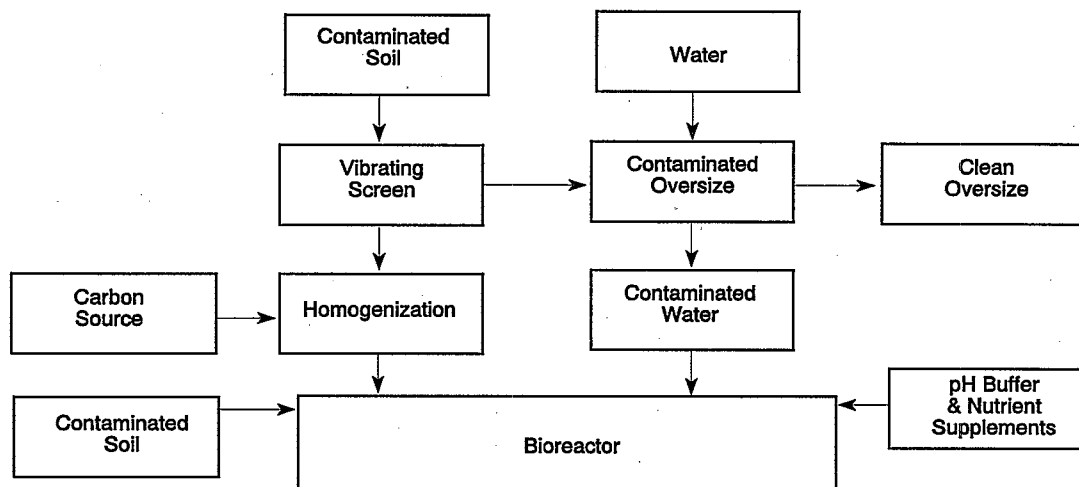 Contaminated
Soil
Water
Vibrating
Screen
Contaminated
Oversize
Clean
Oversize
Carbon
Source
Homogenization
Contaminated
Water
Contaminated
Soil
Bioreactor
pH Buffer
& Nutrient
Supplements